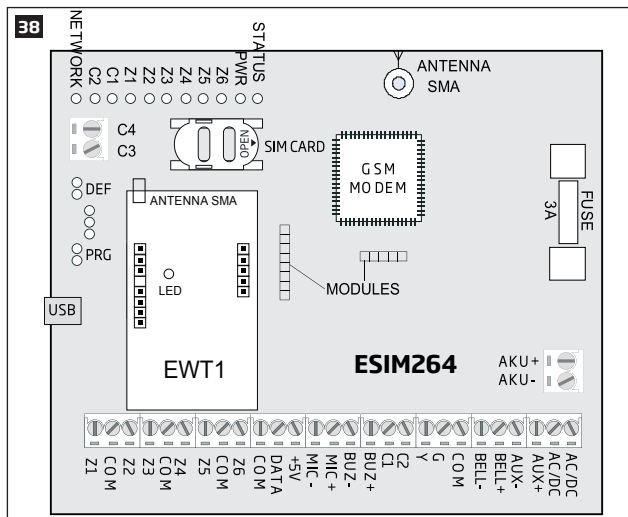 38
NETWORK
C2
C1
Z1
Z2
Z3
Z4
Z5
Z6
PWR
STATUS
ANTENNA
SMA
C4
C3
OPEN
SIM CARD
GSM
MODEM
FUSE
3A
DEF
PRG
ANTENNA SMA
LED
MODULES
USB
EWT1
ESIM264
AKU+
AKU-
Z1
COM
Z2
Z3
COM
Z4
Z5
COM
Z6
COM
DATA
+5V
MIC-
MIC+
BUZ-
BUZ+
C1
C2
Y
G
COM
BELL-
BELL+
AUX-
AUX+
AC/DC
AC/DC